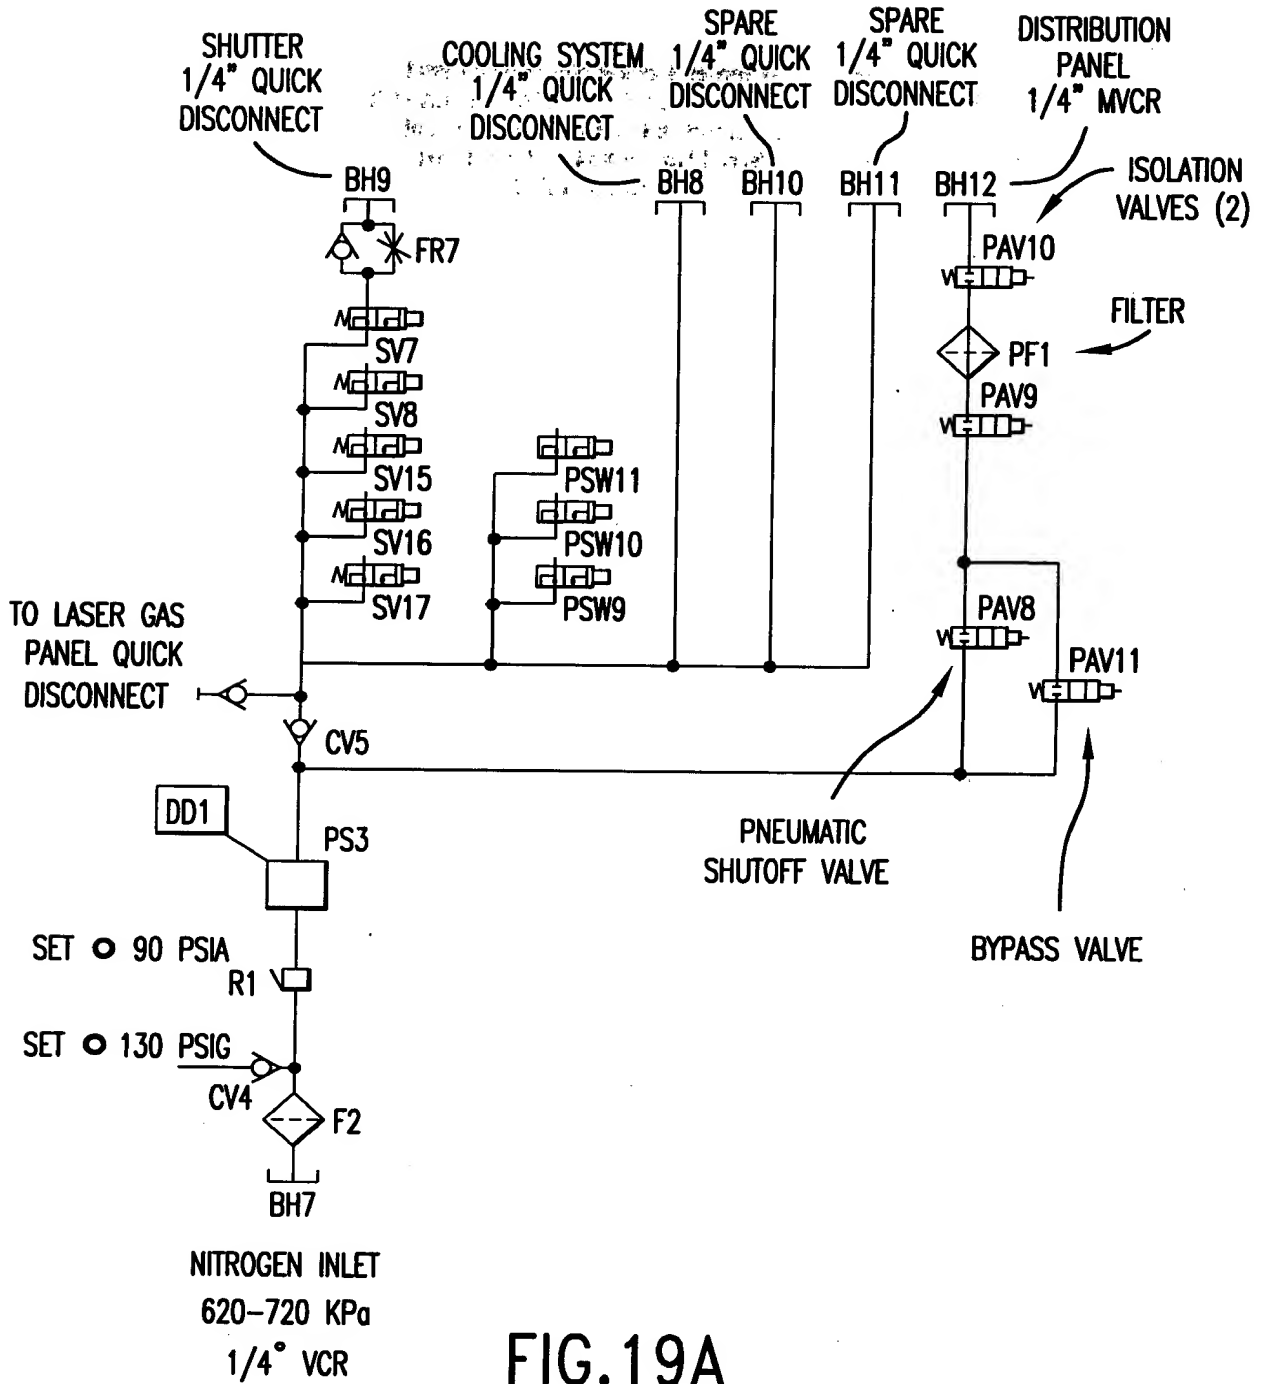 SHUTTER
1/4" QUICK
DISCONNECT
COOLING SYSTEM
1/4" QUICK
DISCONNECT
SPARE
1/4" QUICK
DISCONNECT
SPARE
1/4" QUICK
DISCONNECT
DISTRIBUTION
PANEL
1/4" MVCR
ISOLATION
VALVES (2)
BH9
BH8
BH10
BH11
BH12
FR7
PAV10
FILTER
SV7
PF1
SV8
PAV9
SV15
PSW11
SV16
PSW10
SV17
PSW9
TO LASER GAS
PANEL QUICK
DISCONNECT
PAV8
PAV11
CV5
DD1
PS3
PNEUMATIC
SHUTOFF VALVE
BYPASS VALVE
SET O 90 PSIA
R1
SET O 130 PSIG
CV4
F2
BH7
NITROGEN INLET
620-720 KPa
1/4° VCR
FIG.19A